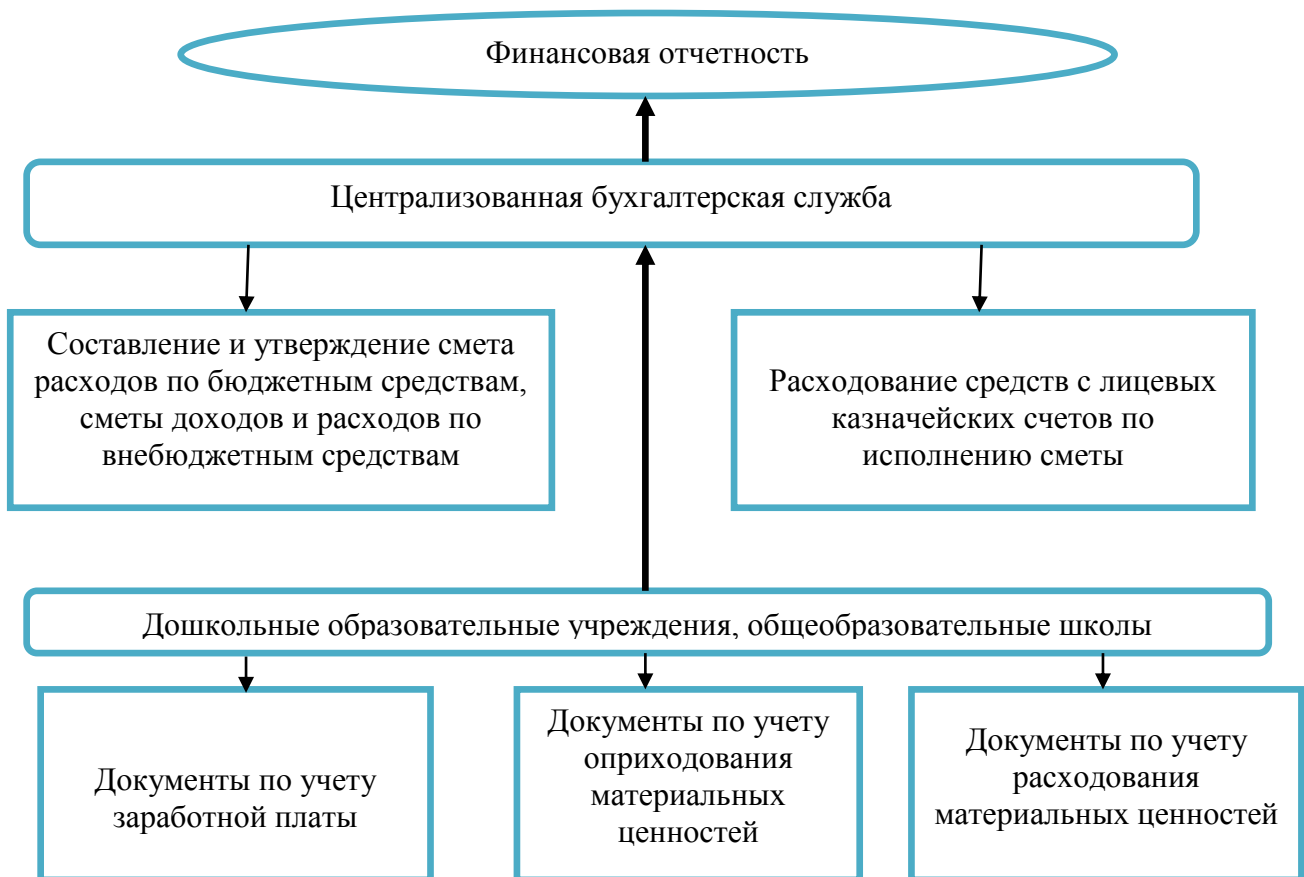 Финансовая отчетность
Централизованная бухгалтерская служба
Составление и утверждение смета
расходов по бюджетным средствам,
сметы доходов и расходов по
внебюджетным средствам
Расходование средств с лицевых
казначейских счетов по
исполнению сметы
Дошкольные образовательные учреждения, общеобразовательные школы
Документы по учету
заработной платы
Документы по учету
оприходования
материальных
ценностей
Документы по учету
расходования
материальных ценностей